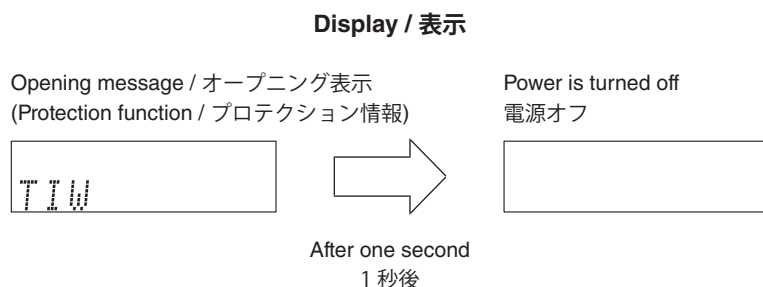 Display / 表示
Opening message / オープニング表示
(Protection function / プロテクション情報)
Power is turned off
電源オフ
TIW
After one second
1 秒後